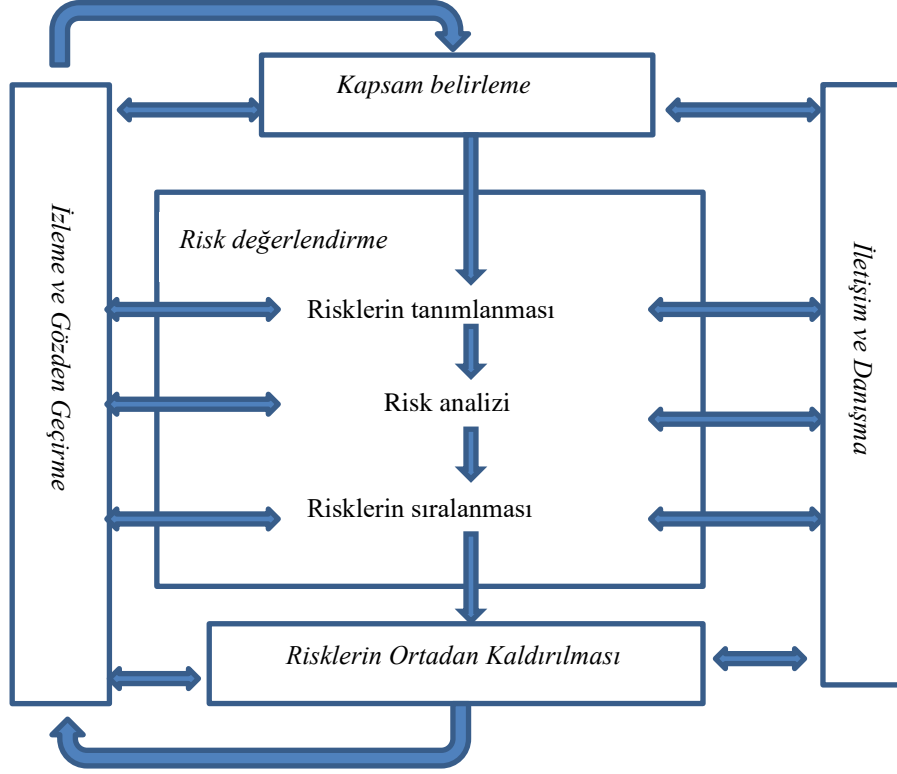 Kapsam belirleme
İzleme ve Gözden Geçirme
Risk değerlendirme
Risklerin tanımlanması
Risk analizi
Risklerin sıralanması
İletişim ve Danışma
Risklerin Ortadan Kaldırılması